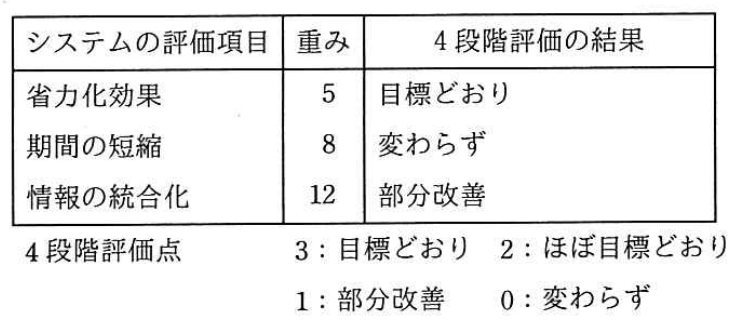 システムの評価項目 重み 4段階評価の結果
省力化効果 5 目標どおり
期間の短縮 8 変わらず
情報の統合化 12 部分改善
4段階評価点 3：目標どおり 2：ほぼ目標どおり
1：部分改善 0：変わらず